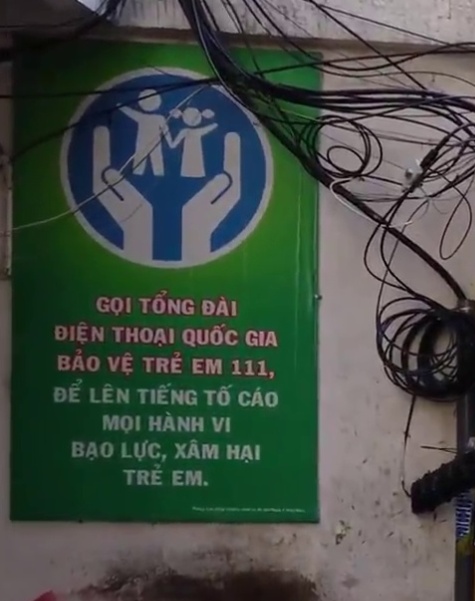 GỌI TỔNG ĐÀI
ĐIỆN THOẠI QUỐC GIA
BẢO VỆ TRẺ EM 111,
ĐỂ LÊN TIẾNG TỐ CÁO
MỌI HÀNH VI
BẠO LỰC, XÂM HẠI
TRẺ EM.